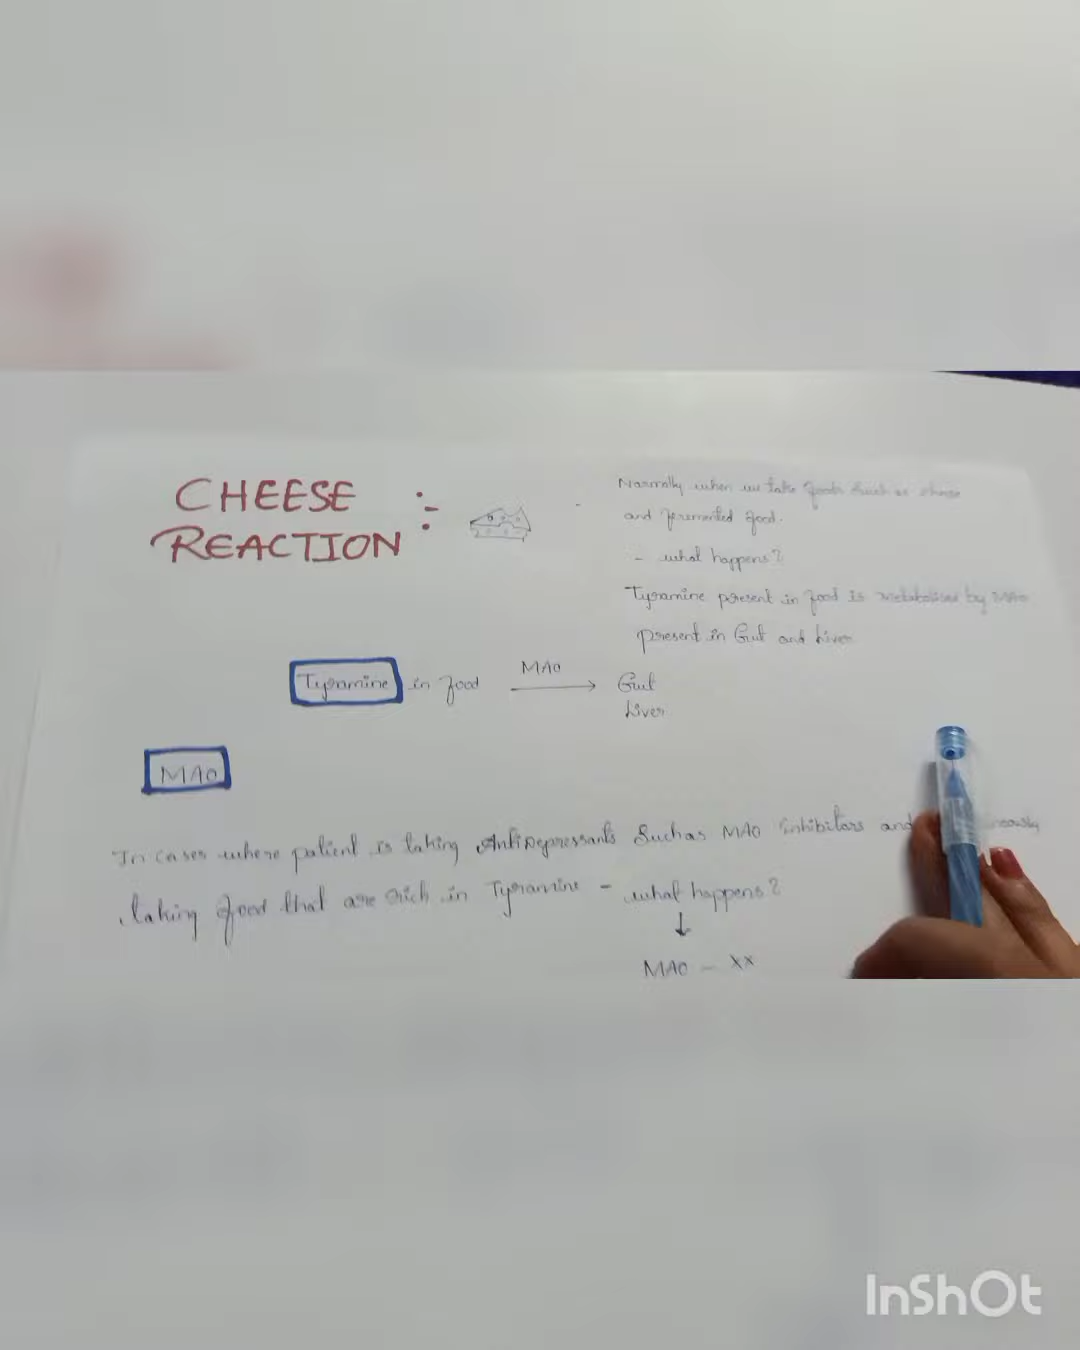 CHEESE
REACTION :-
Normally when we take foods such as cheese
and fermented food.
- what happens?
Tyramine present in food is metabolised by MAO
present in Gut and Liver
Tyramine in food MAO Gut
Liver
MAO
In cases where patient is taking AntiDepressants Such as MAO inhibitors and
taking food that are rich in Tyramine - what happens?
MAO - XX
InShOt